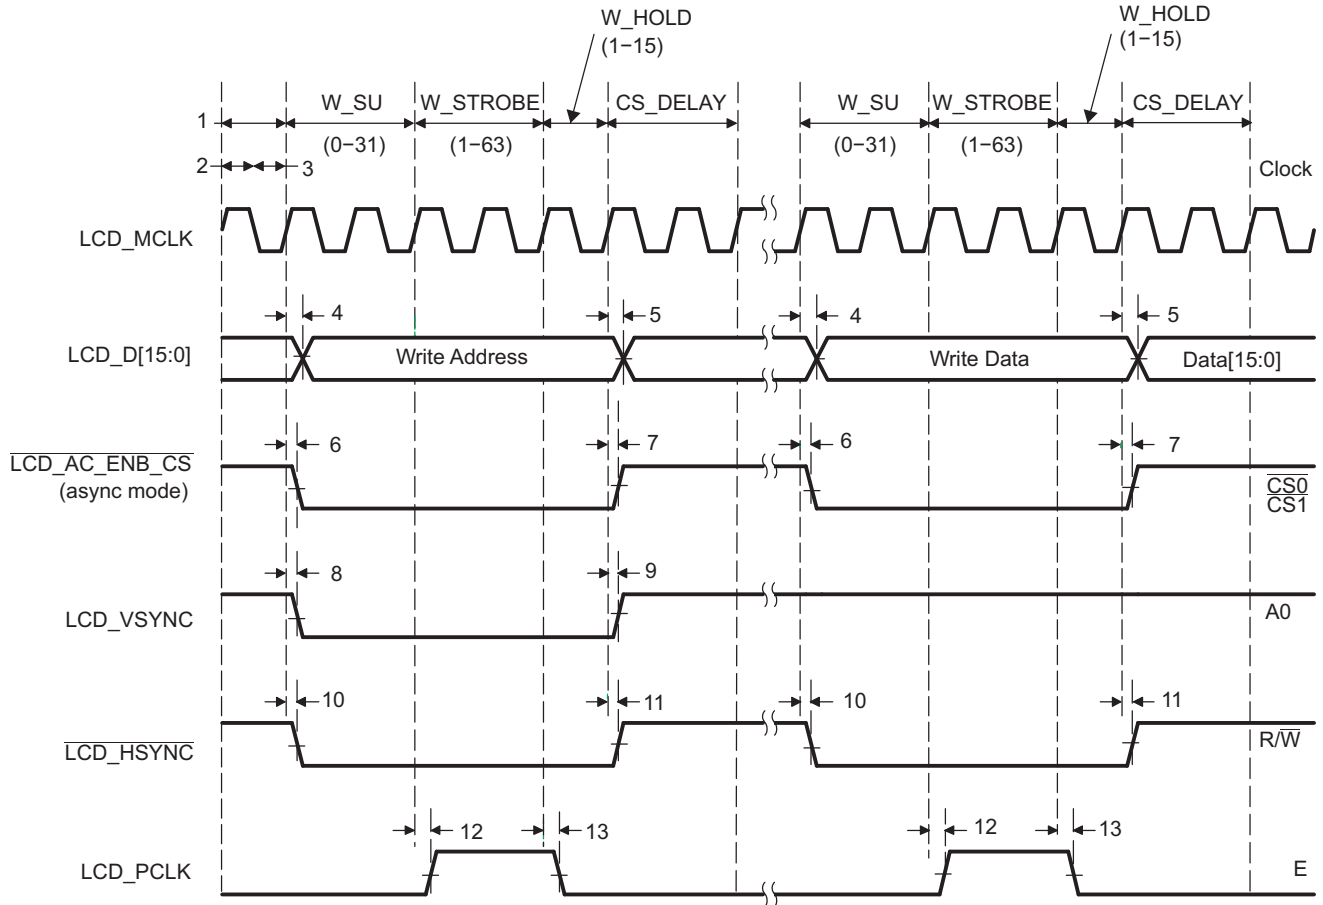 W_HOLD
(1−15)
W_HOLD
(1−15)
W_SU
W_STROBE
CS_DELAY
W_SU
W_STROBE
CS_DELAY
1
(0−31)
(1−63)
(0−31)
(1−63)
2
3
Clock
LCD_MCLK
4
5
4
5
LCD_D[15:0]
Write Address
Write Data
Data[15:0]
6
7
6
7
LCD_AC_ENB_CS
(async mode)
CS0
CS1
8
9
LCD_VSYNC
A0
10
11
10
11
LCD_HSYNC
R/W
12
13
12
13
LCD_PCLK
E